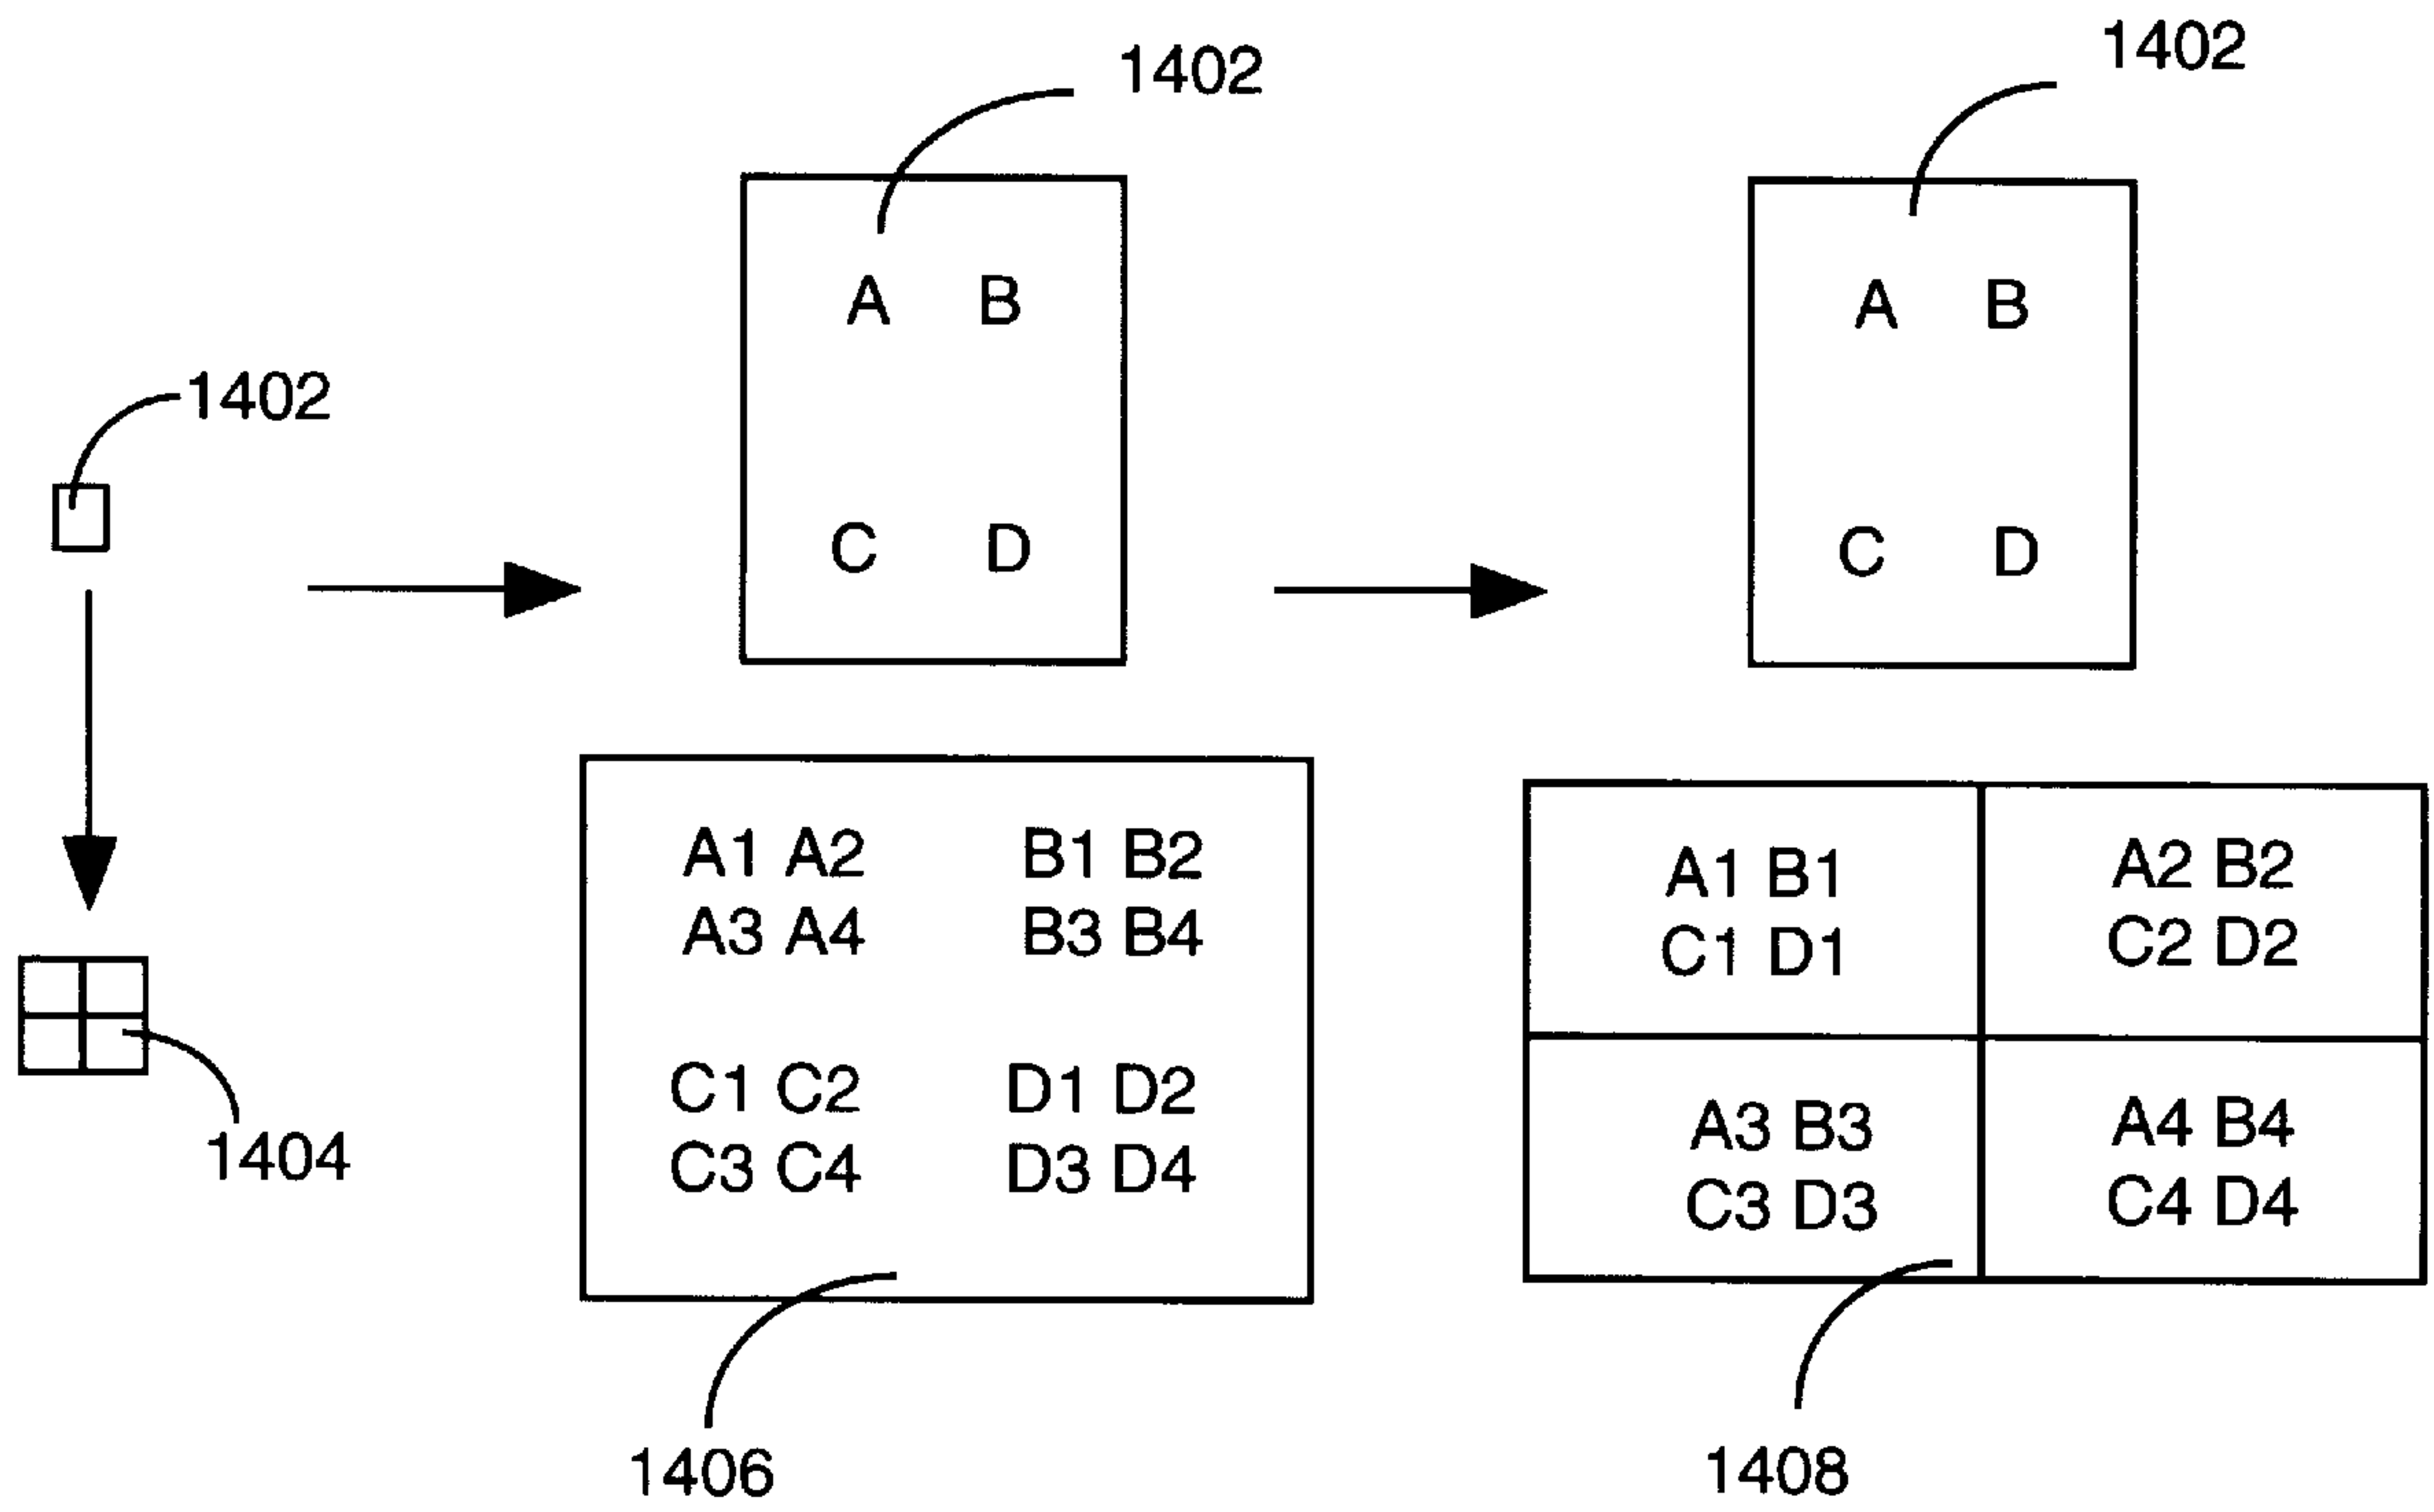 1402
1402
1402
A B
C D
A B
C D
A1 A2 B1 B2
A3 A4 B3 B4
C1 C2 D1 D2
C3 C4 D3 D4
A1 B1
C1 D1
A2 B2
C2 D2
A3 B3
C3 D3
A4 B4
C4 D4
1404
1406
1408